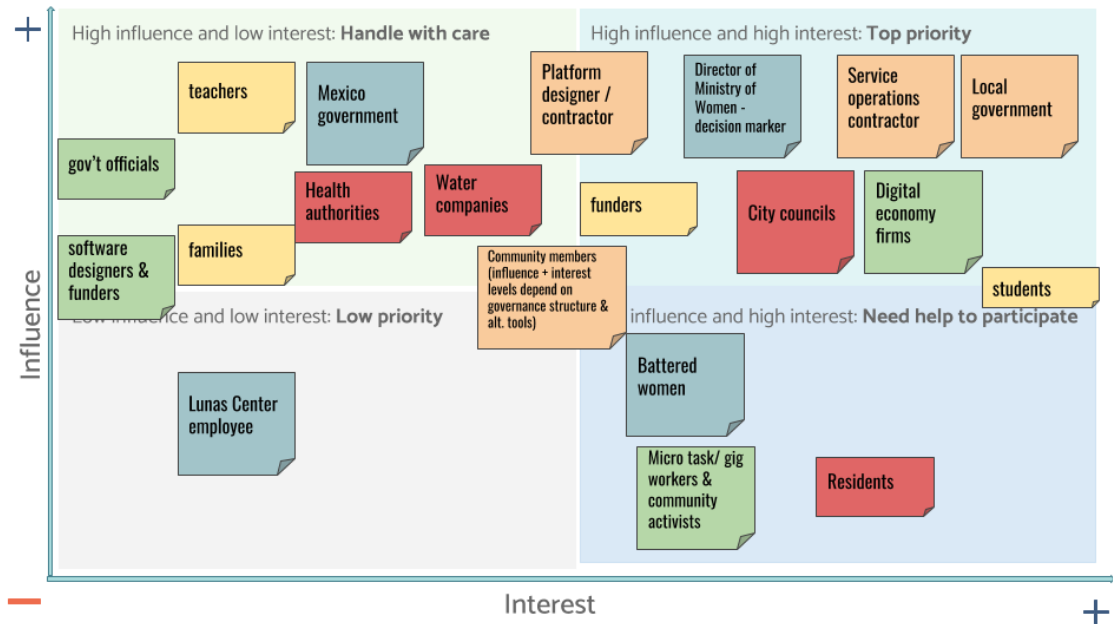 High influence and low interest: Handle with care
High influence and high interest: Top priority
teachers
Mexico
government
Platform
designer /
contractor
Director of
Ministry of
Women -
decision marker
Service
operations
contractor
Local
government
gov't officials
Health
authorities
Water
companies
funders
City councils
Digital
economy
firms
software
designers &
funders
families
Community members
(influence + interest
levels depend on
governance structure &
alt. tools)
students
influence and low interest: Low priority
influence and high interest: Need help to participate
Battered
women
Lunas Center
employee
Micro task/ gig
workers &
community
activists
Residents
Influence
Interest